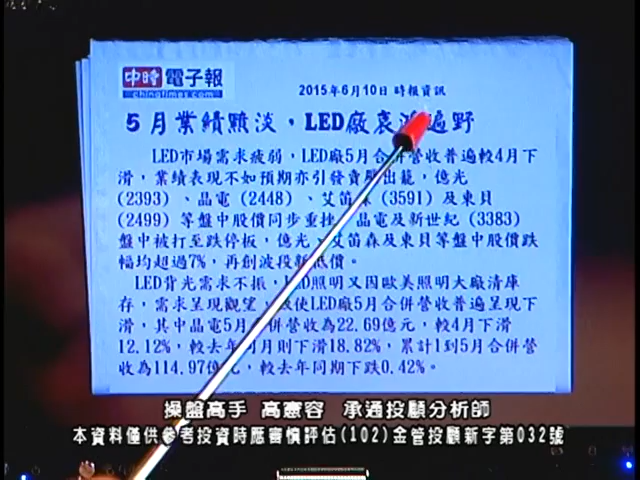 中時電子報
chinatimes.com
2015年6月10日 時報資訊
5月業績黯淡，LED廠哀鴻遍野
LED市場需求疲弱，LED廠5月合併營收普遍較4月下
滑，業績表現不如預期亦引發賣壓出籠，億光
(2393)、晶電(2448)、艾笛森(3591)及東貝
(2499)等盤中股價同步重挫，晶電及新世紀(3383)
盤中被打至跌停板，億光、艾笛森及東貝等盤中股價跌
幅均超過7%，再創波段新低價。
LED背光需求不振，LED照明又因歐美照明大廠清庫
存，需求呈現觀望，致使LED廠5月合併營收普遍呈現下
滑，其中晶電5月合併營收為22.69億元，較4月下滑
12.12%，較去年同月則下滑18.82%，累計1到5月合併營
收為114.97億元，較去年同期下跌0.42%。
操盤高手 高憲容 承通投顧分析師
本資料僅供參考投資時應審慎評估(102)金管投顧新字第032號